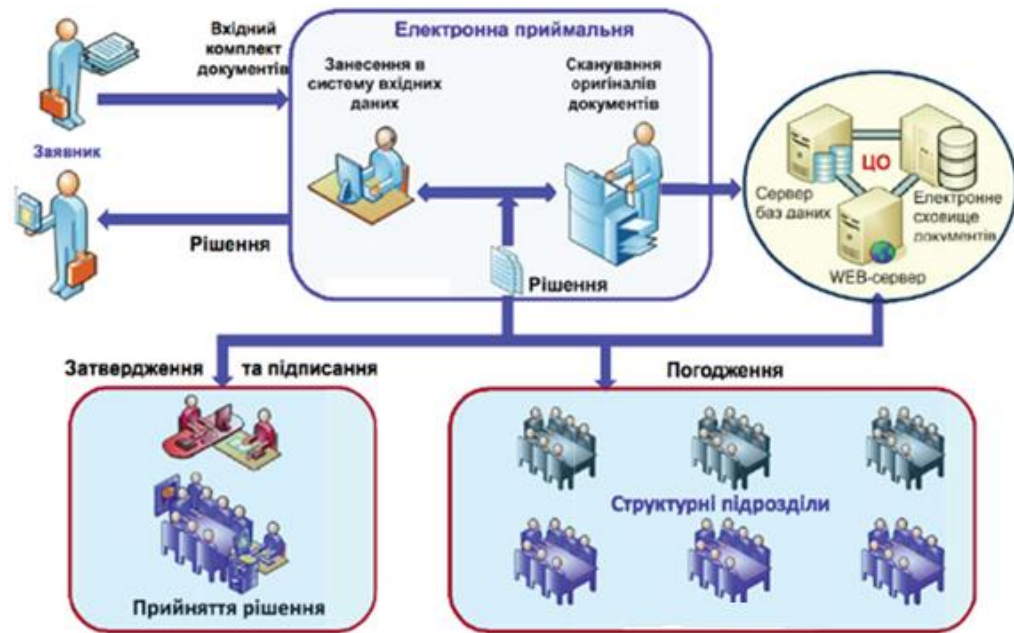 Вхідний
комплект
документів
Заявник
Рішення
Електронна приймальня
Занесення в
систему вхідних
даних
Сканування
оригіналів
документів
Рішення
ЦО
Сервер
баз даних
Електронне
сховище
документів
WEB-сервер
Затвердження та підписання
Прийняття рішення
Погодження
Структурні підрозділи